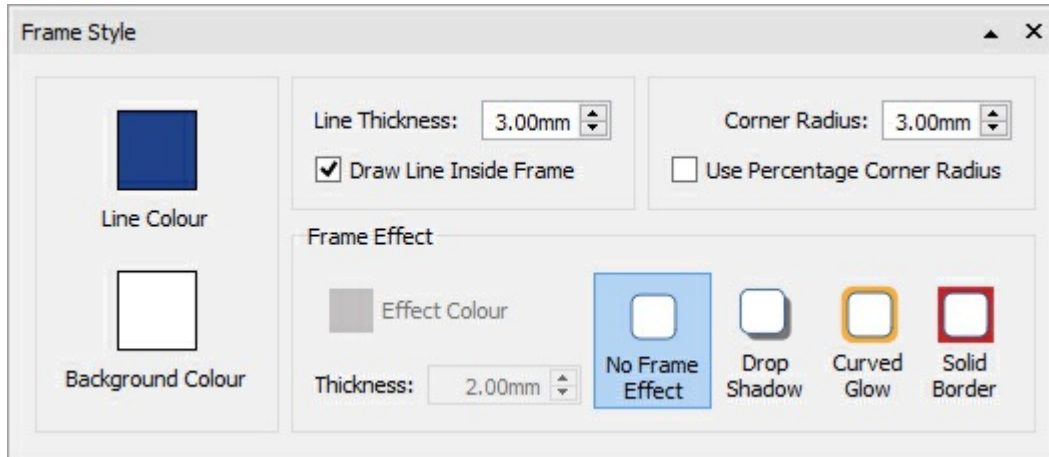 Frame Style
Line Colour
Background Colour
Line Thickness: 3.00mm
Draw Line Inside Frame
Corner Radius: 3.00mm
Use Percentage Corner Radius
Frame Effect
Effect Colour
Thickness: 2.00mm
No Frame
Effect
Drop
Shadow
Curved
Glow
Solid
Border